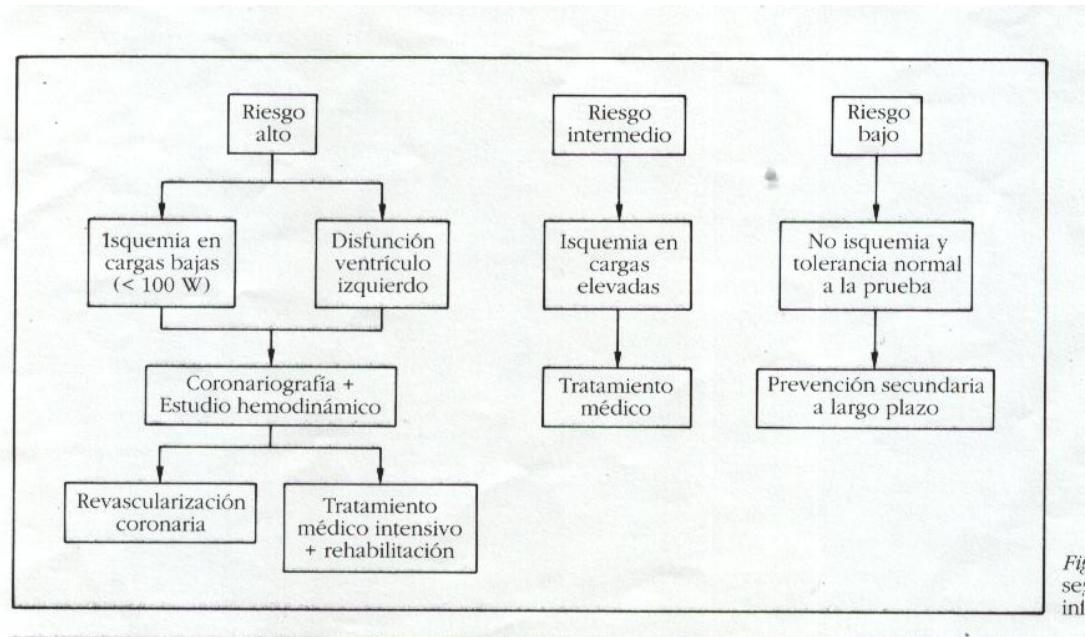 Riesgo
alto
Riesgo
intermedio
Riesgo
bajo
Isquemia en
cargas bajas
(< 100 W)
Disfunción
ventrículo
izquierdo
Isquemia en
cargas elevadas
No isquemia y
tolerancia normal
a la prueba
Coronariografía +
Estudio hemodinámico
Tratamiento
médico
Prevención secundaria
a largo plazo
Revascularización
coronaria
Tratamiento
médico intensivo
+ rehabilitación